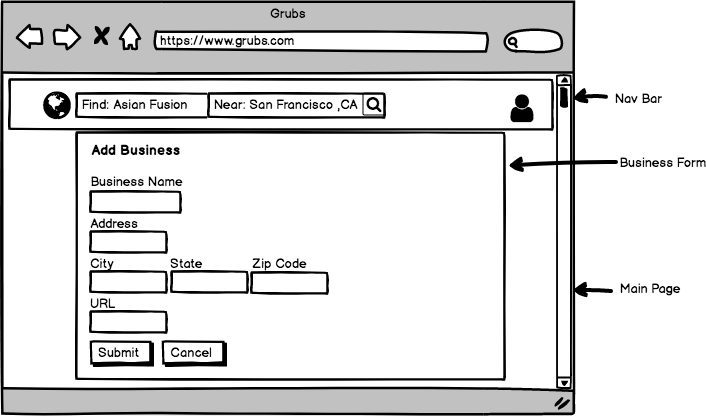 Grubs
https://www.grubs.com
Find: Asian Fusion
Near: San Francisco ,CA
Nav Bar
Add Business
Business Form
Business Name
Address
City State Zip Code
Main Page
URL
Submit Cancel